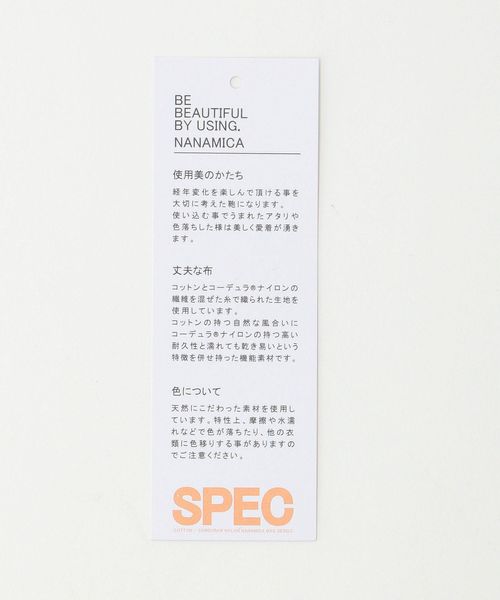 BE
BEAUTIFUL
BY USING.
NANAMICA
使用美のかたち
経年変化を楽しんで頂ける事を
大切に考えた鞄になります。
使い込む事でうまれたアタリや
色落ちした様は美しく愛着が湧き
ます。
丈夫な布
コットンとコーデュラ®ナイロンの
繊維を混ぜた糸で織られた生地を
使用しています。
コットンの持つ自然な風合いに
コーデュラ®ナイロンの持つ高い
耐久性と濡れても乾き易いという
特徴を併せ持った機能素材です。
色について
天然にこだわった素材を使用し
ています。特性上、摩擦や水濡
れなどで色が落ちたり、他の衣
類に色移りする事がありますの
でご注意ください。
SPEC
COTTON / CORDURA® NYLON NANAMICA BAG SERIES